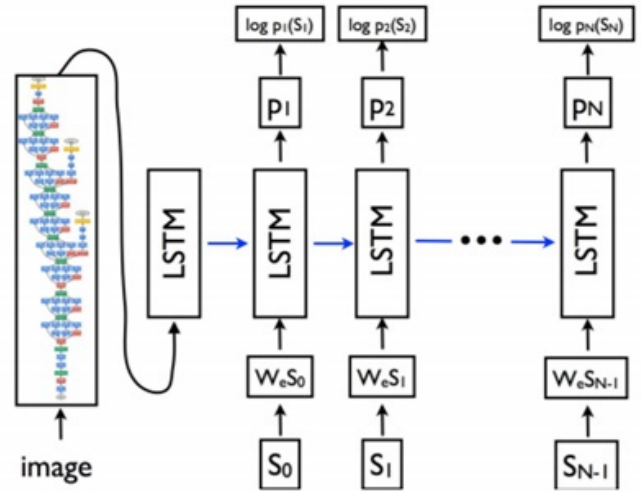 log p₁(S₁) log p₂(S₂) log pN(SN)
p₁ p₂ pN
LSTM LSTM LSTM ••• LSTM
WeS₀ WeS₁ WeSN-1
image S₀ S₁ SN-1